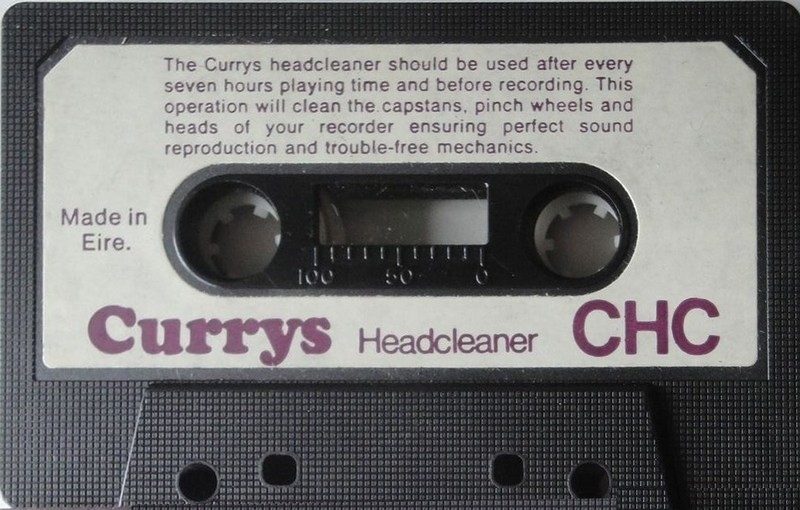 The Currys headcleaner should be used after every
seven hours playing time and before recording. This
operation will clean the capstans, pinch wheels and
heads of your recorder ensuring perfect sound
reproduction and trouble-free mechanics.
Made in
Eire.
100 50 0
Currys Headcleaner CHC